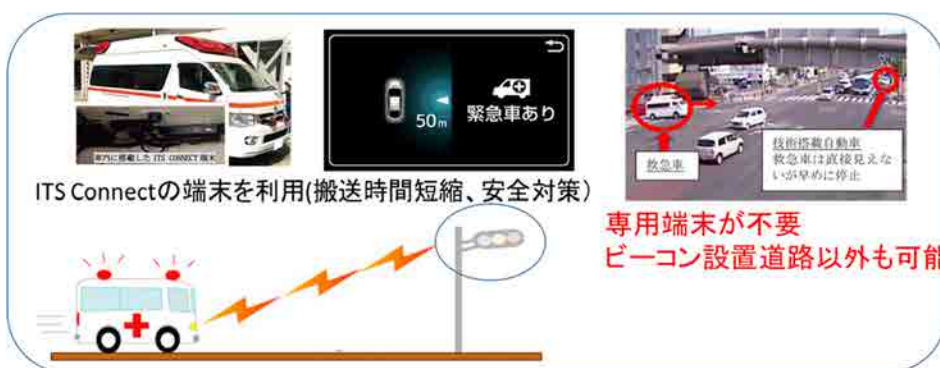 車内に搭載した ITS CONNECT 端末
50m
緊急車あり
救急車
技術搭載自動車
救急車は直接見えな
いが早めに停止
ITS Connectの端末を利用(搬送時間短縮、安全対策)
専用端末が不要
ビーコン設置道路以外も可能